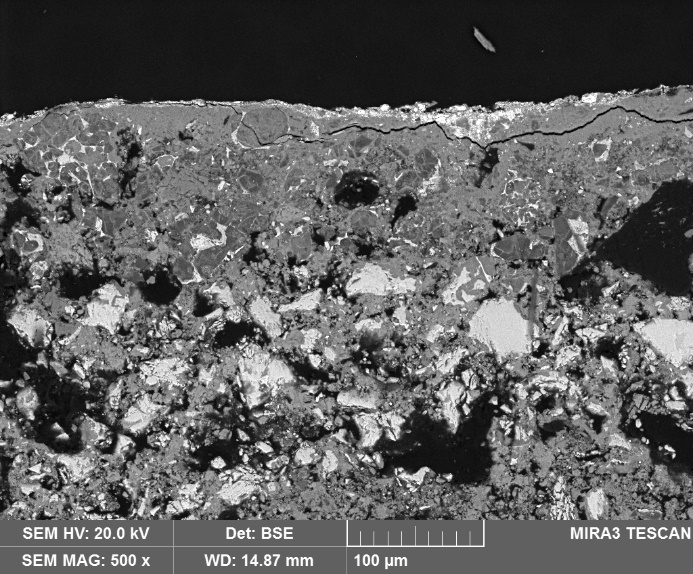 SEM HV: 20.0 kV Det: BSE MIRA3 TESCAN
SEM MAG: 500 x WD: 14.87 mm 100 µm